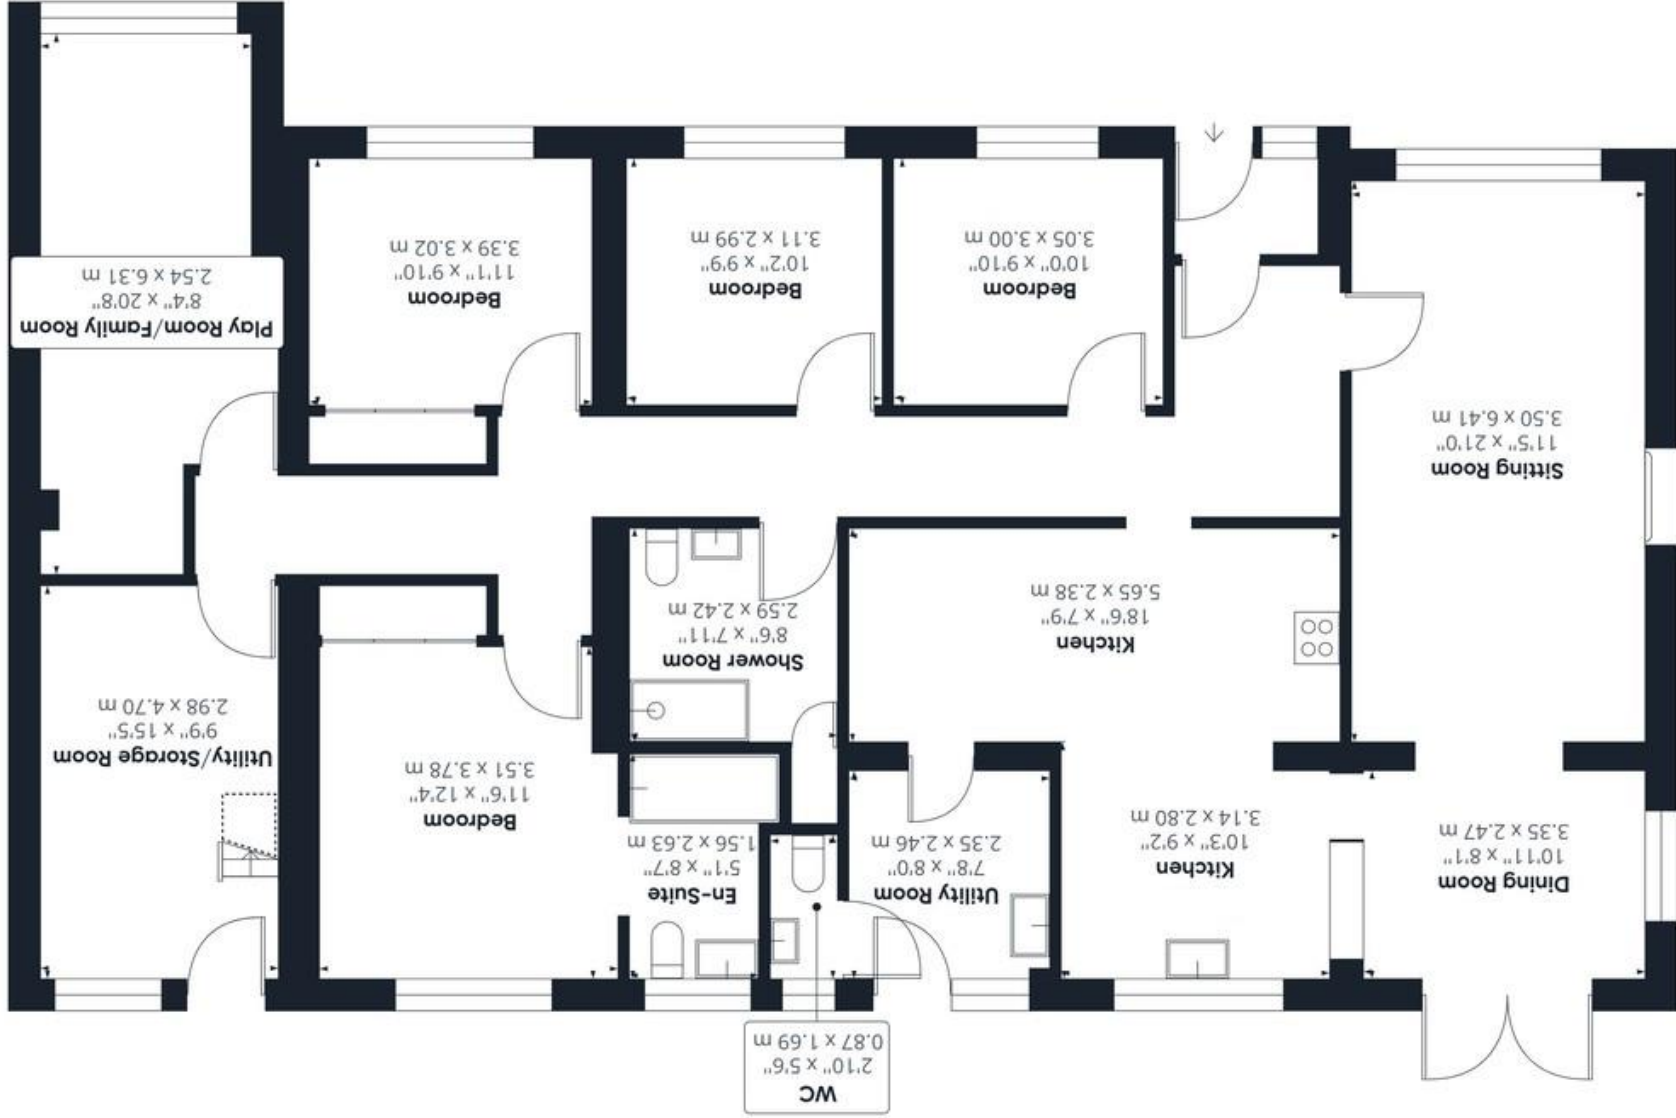 WC
2'10" x 5'6"
0.87 x 1.69 m
Dining Room
10'11" x 8'1"
3.35 x 2.47 m
Kitchen
10'3" x 9'2"
3.14 x 2.80 m
Utility Room
7'8" x 8'0"
2.35 x 2.46 m
En-Suite
5'1" x 8'7"
1.56 x 2.63 m
Bedroom
11'6" x 12'4"
3.51 x 3.78 m
Utility/Storage Room
9'9" x 15'5"
2.98 x 4.70 m
Kitchen
18'6" x 7'9"
5.65 x 2.38 m
Shower Room
8'6" x 7'11"
2.59 x 2.42 m
Sitting Room
11'5" x 21'0"
3.50 x 6.41 m
Bedroom
10'0" x 9'10"
3.05 x 3.00 m
Bedroom
10'2" x 9'9"
3.11 x 2.99 m
Bedroom
11'1" x 9'10"
3.39 x 3.02 m
Play Room/Family Room
8'4" x 20'8"
2.54 x 6.31 m